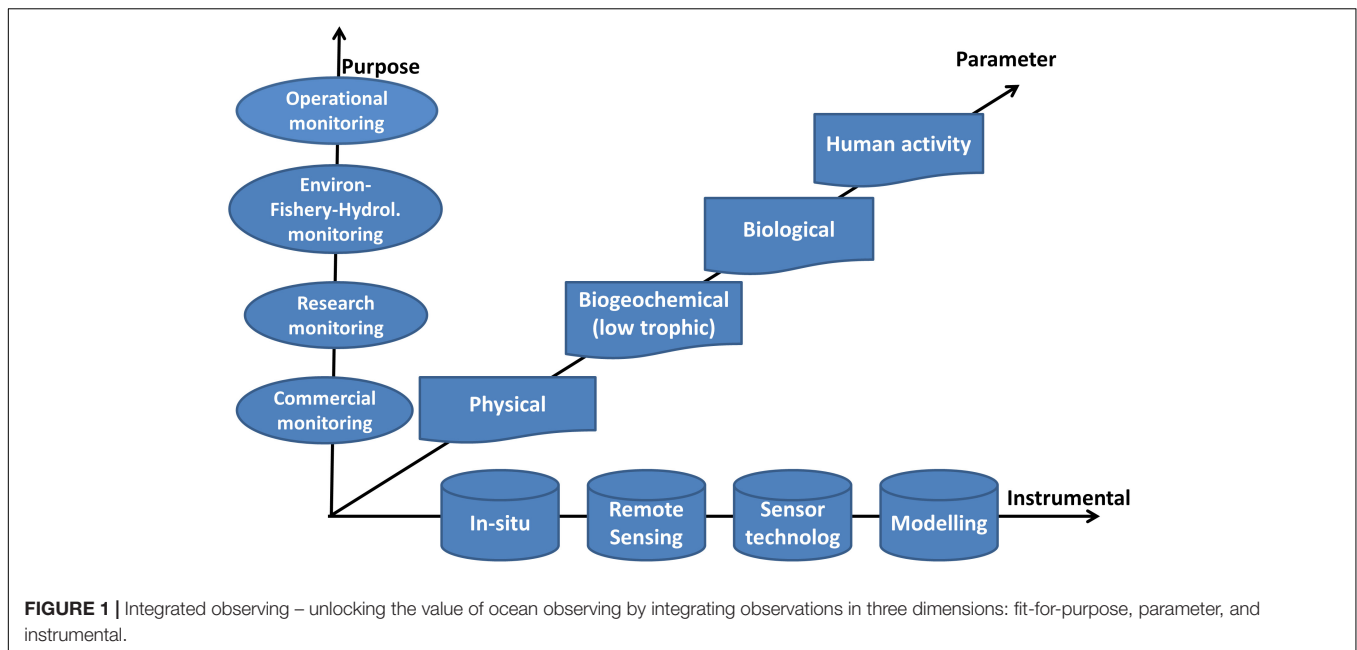 Purpose
Operational
monitoring
Environ-
Fishery-Hydrol.
monitoring
Research
monitoring
Commercial
monitoring
Parameter
Human activity
Biological
Biogeochemical
(low trophic)
Physical
In-situ
Remote
Sensing
Sensor
technolog
Modelling
Instrumental
FIGURE 1 | Integrated observing – unlocking the value of ocean observing by integrating observations in three dimensions: fit-for-purpose, parameter, and
instrumental.